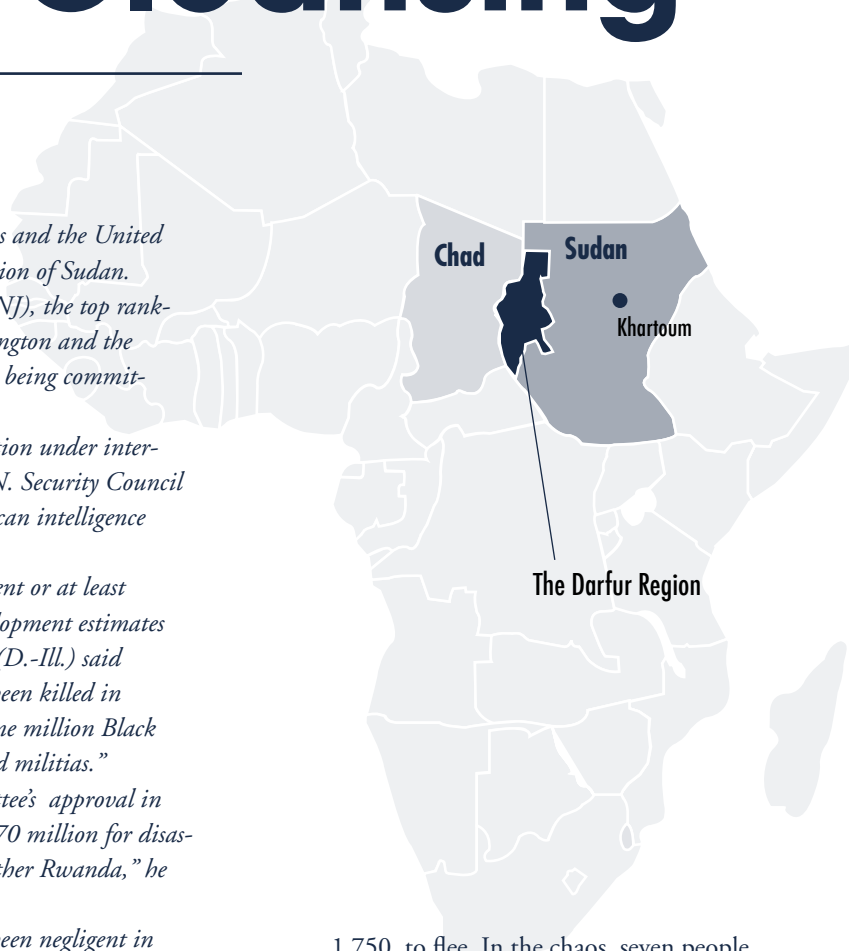 Cleansing
s and the United
ion of Sudan.
NJ), the top rank-
ngton and the
being commit-
tion under inter-
N. Security Council
can intelligence
ent or at least
lopment estimates
(D.-Ill.) said
een killed in
ne million Black
d militias.”
ttee’s approval in
70 million for disas-
ther Rwanda,” he
een negligent in
Chad
Sudan
Khartoum
The Darfur Region
1,750, to flee. In the chaos, seven people